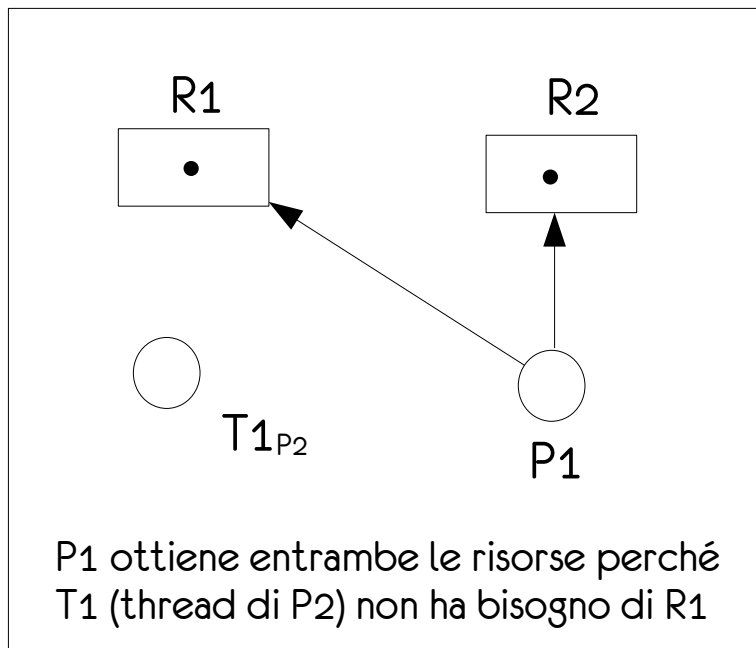 R1
R2
T1P2
P1
P1 ottiene entrambe le risorse perché
T1 (thread di P2) non ha bisogno di R1